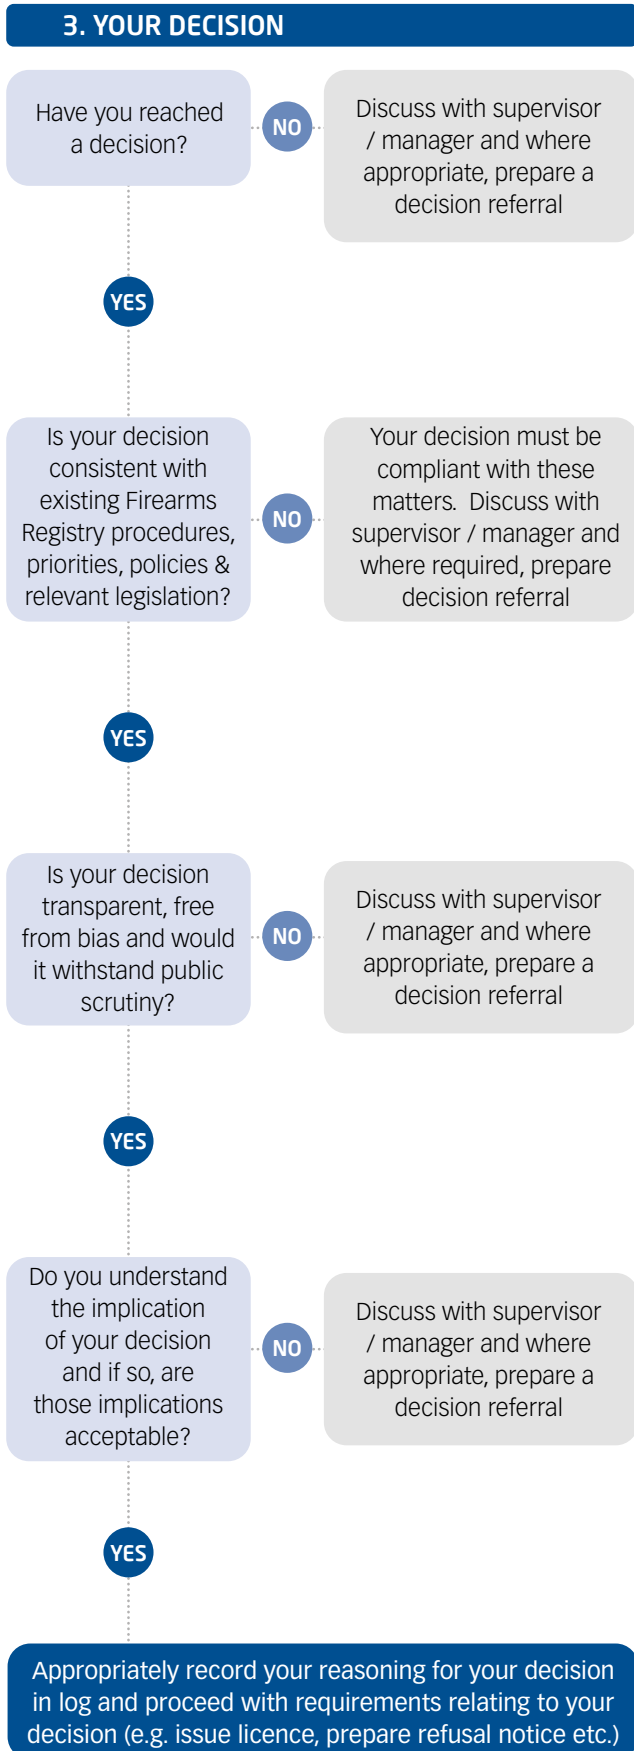 3. YOUR DECISION
Have you reached
a decision?
NO
Discuss with supervisor
/ manager and where
appropriate, prepare a
decision referral
YES
Is your decision
consistent with
existing Firearms
Registry procedures,
priorities, policies &
relevant legislation?
NO
Your decision must be
compliant with these
matters.  Discuss with
supervisor / manager and
where required, prepare
decision referral
YES
Is your decision
transparent, free
from bias and would
it withstand public
scrutiny?
NO
Discuss with supervisor
/ manager and where
appropriate, prepare a
decision referral
YES
Do you understand
the implication
of your decision
and if so, are
those implications
acceptable?
NO
Discuss with supervisor
/ manager and where
appropriate, prepare a
decision referral
YES
Appropriately record your reasoning for your decision
in log and proceed with requirements relating to your
decision (e.g. issue licence, prepare refusal notice etc.)